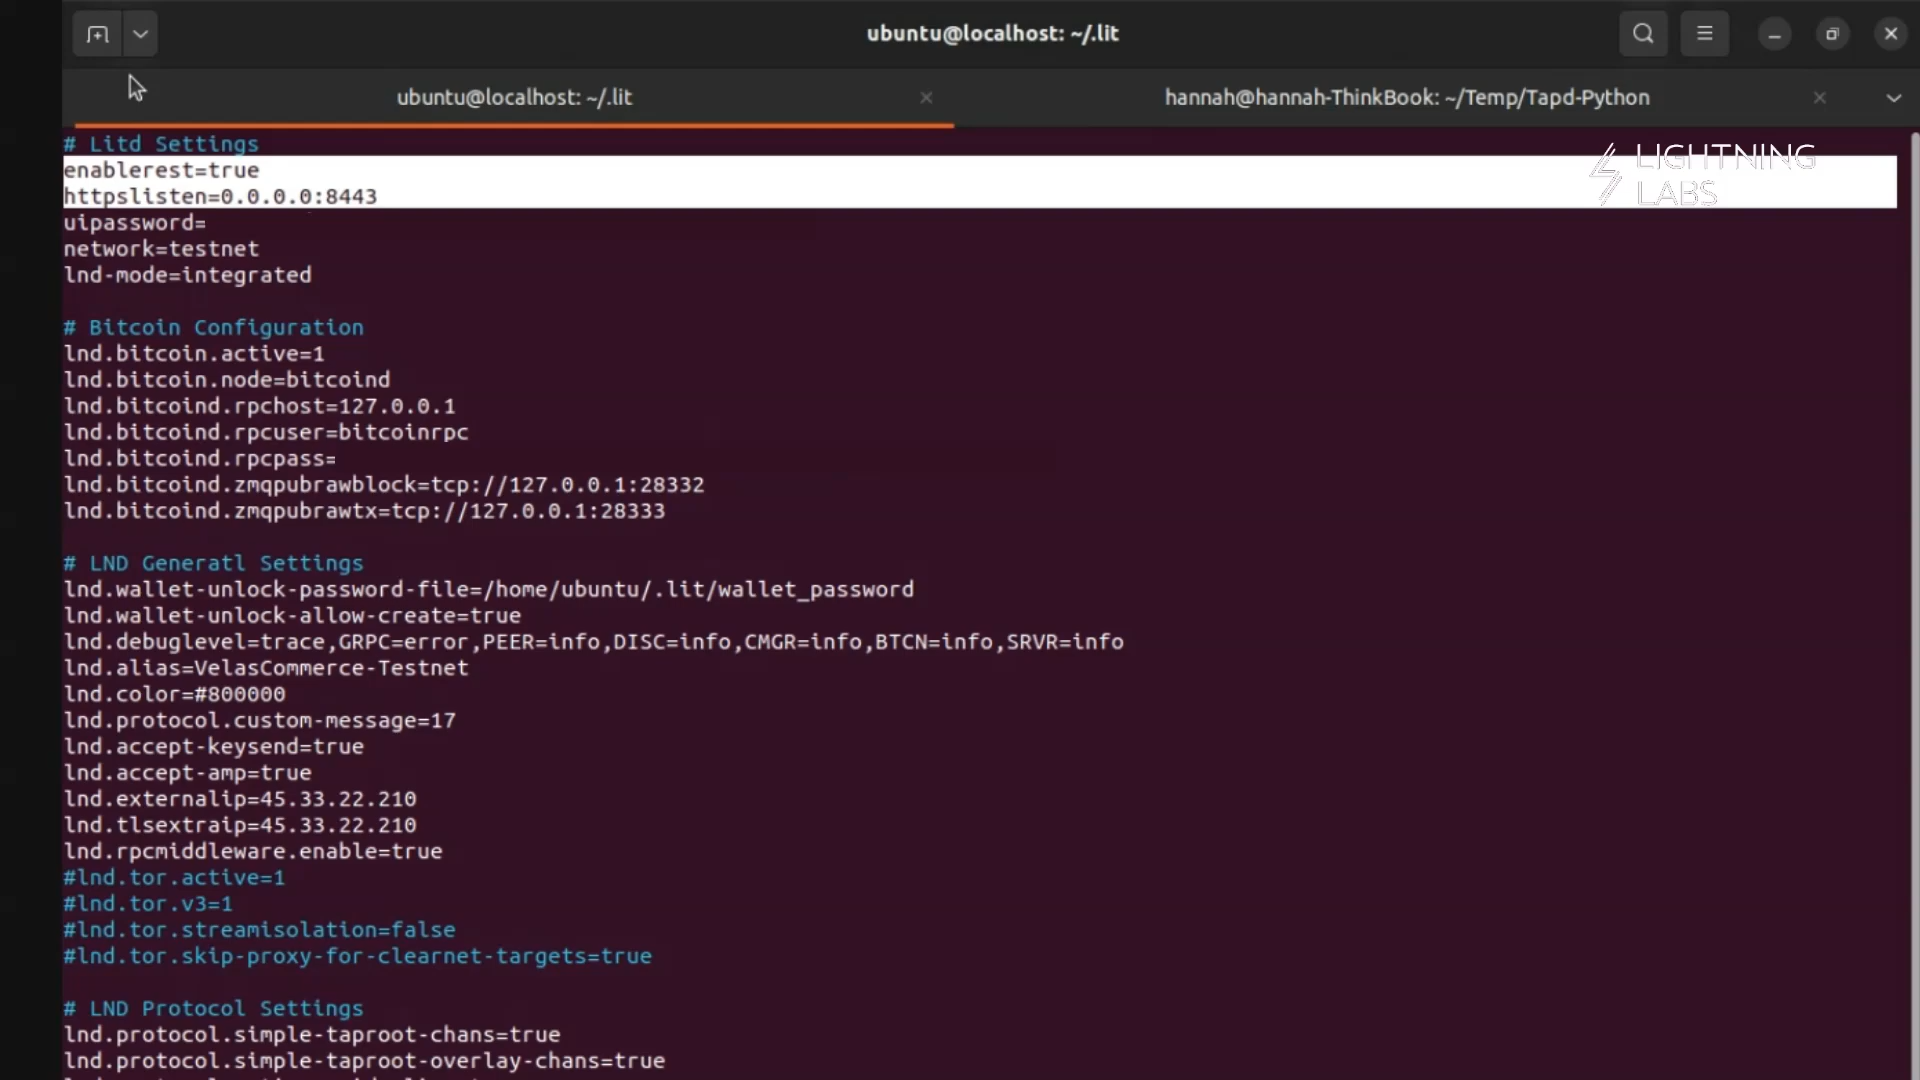 ubuntu@localhost: ~/.lit
ubuntu@localhost: ~/.lit
hannah@hannah-ThinkBook: ~/Temp/Tapd-Python
LIGHTNING
LABS
# Litd Settings
enablerest=true
httpslisten=0.0.0.0:8443
uipassword=
network=testnet
lnd-mode=integrated
# Bitcoin Configuration
lnd.bitcoin.active=1
lnd.bitcoin.node=bitcoind
lnd.bitcoind.rpchost=127.0.0.1
lnd.bitcoind.rpcuser=bitcoinrpc
lnd.bitcoind.rpcpass=
lnd.bitcoind.zmqpubrawblock=tcp://127.0.0.1:28332
lnd.bitcoind.zmqpubrawtx=tcp://127.0.0.1:28333
# LND Generatl Settings
lnd.wallet-unlock-password-file=/home/ubuntu/.lit/wallet_password
lnd.wallet-unlock-allow-create=true
lnd.debuglevel=trace,GRPC=error,PEER=info,DISC=info,CMGR=info,BTCN=info,SRVR=info
lnd.alias=VelasCommerce-Testnet
lnd.color=#800000
lnd.protocol.custom-message=17
lnd.accept-keysend=true
lnd.accept-amp=true
lnd.externalip=45.33.22.210
lnd.tlsextraip=45.33.22.210
lnd.rpcmiddleware.enable=true
#lnd.tor.active=1
#lnd.tor.v3=1
#lnd.tor.streamisolation=false
#lnd.tor.skip-proxy-for-clearnet-targets=true
# LND Protocol Settings
lnd.protocol.simple-taproot-chans=true
lnd.protocol.simple-taproot-overlay-chans=true